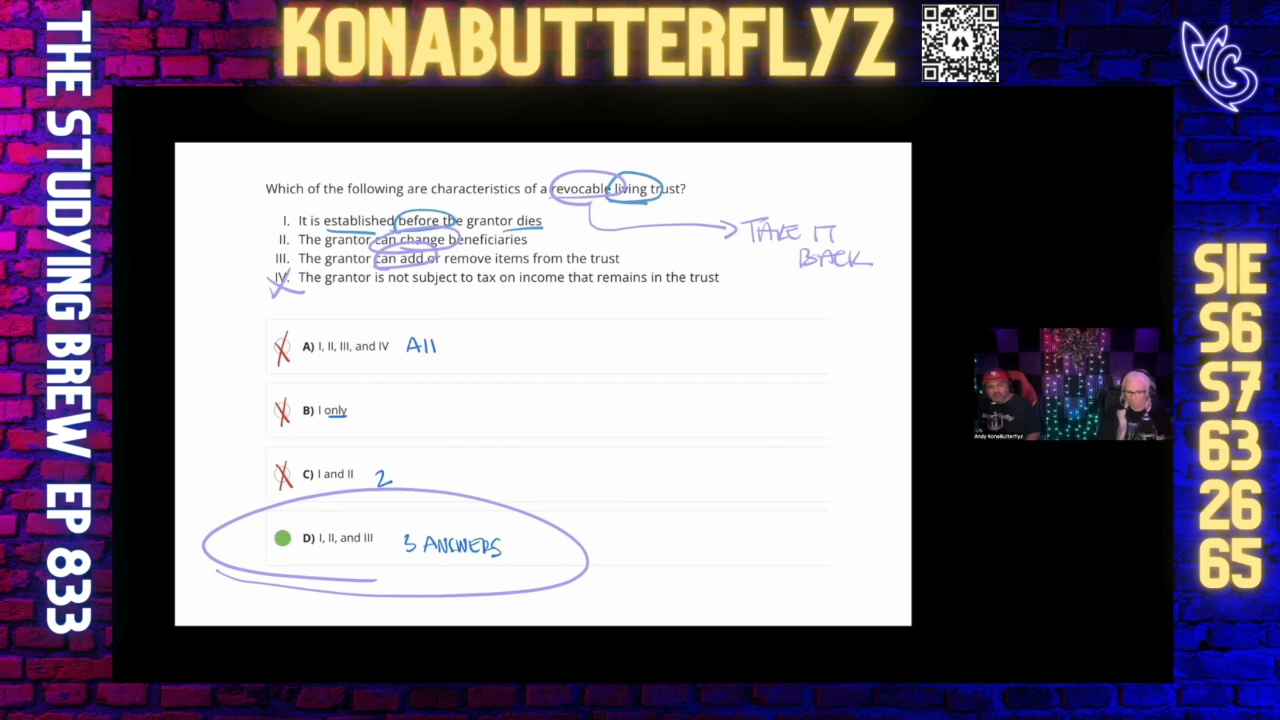 KONABUTTERFLYZ
THE STUDYING BREW EP 833
Which of the following are characteristics of a revocable living trust?
I. It is established before the grantor dies
II. The grantor can change beneficiaries
III. The grantor can add or remove items from the trust
IV. The grantor is not subject to tax on income that remains in the trust
TAKE IT
BACK
A) I, II, III, and IV All
B) I only
C) I and II 2
D) I, II, and III 3 ANSWERS
Andy KonaButterflyz
SIE
S6
S7
63
26
65